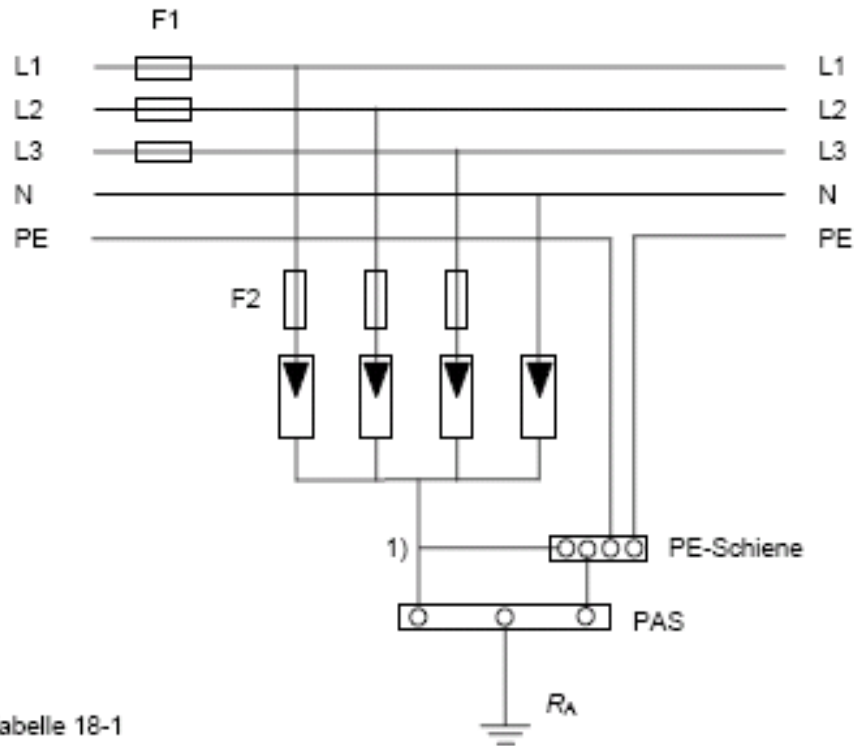 F1
L1 L1
L2 L2
L3 L3
N N
PE PE
F2
1) PE-Schiene
PAS
RA
abelle 18-1